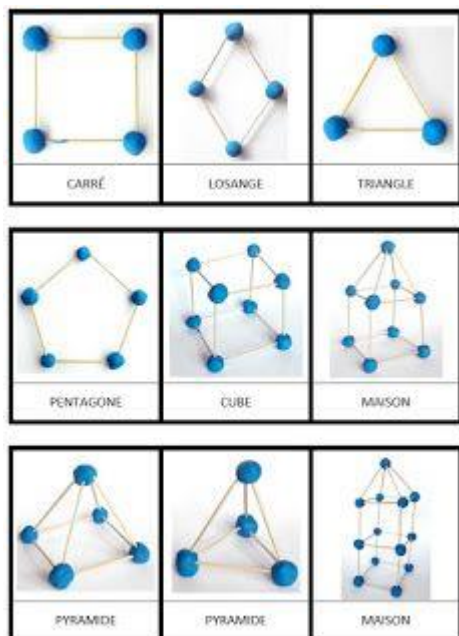 CARRÉ
LOSANGE
TRIANGLE
PENTAGONE
CUBE
MAISON
PYRAMIDE
PYRAMIDE
MAISON